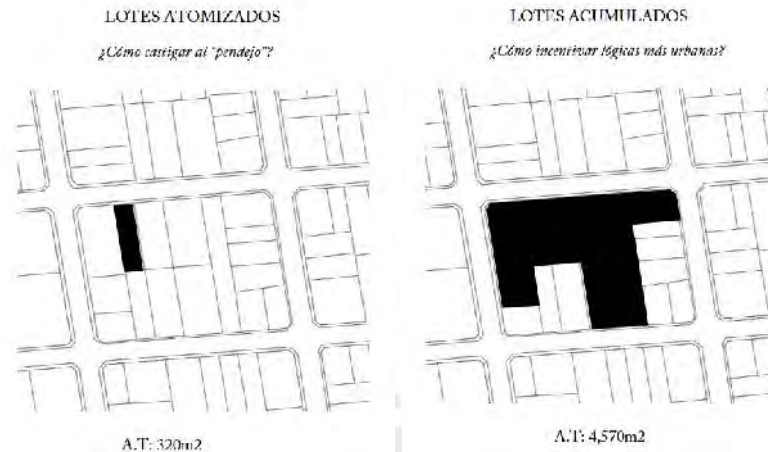 LOTES ATOMIZADOS
¿Cómo castigar al "pendejo"?
A.T: 320m2
LOTES ACUMULADOS
¿Cómo incentivar lógicas más urbanas?
A.T: 4,570m2